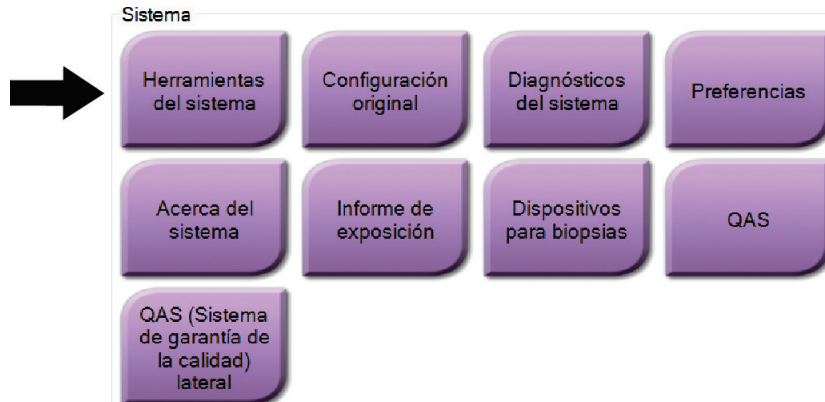 Sistema
Herramientas
del sistema
Configuración
original
Diagnósticos
del sistema
Preferencias
Acerca del
sistema
Informe de
exposición
Dispositivos
para biopsias
QAS
QAS (Sistema
de garantía de
la calidad)
lateral